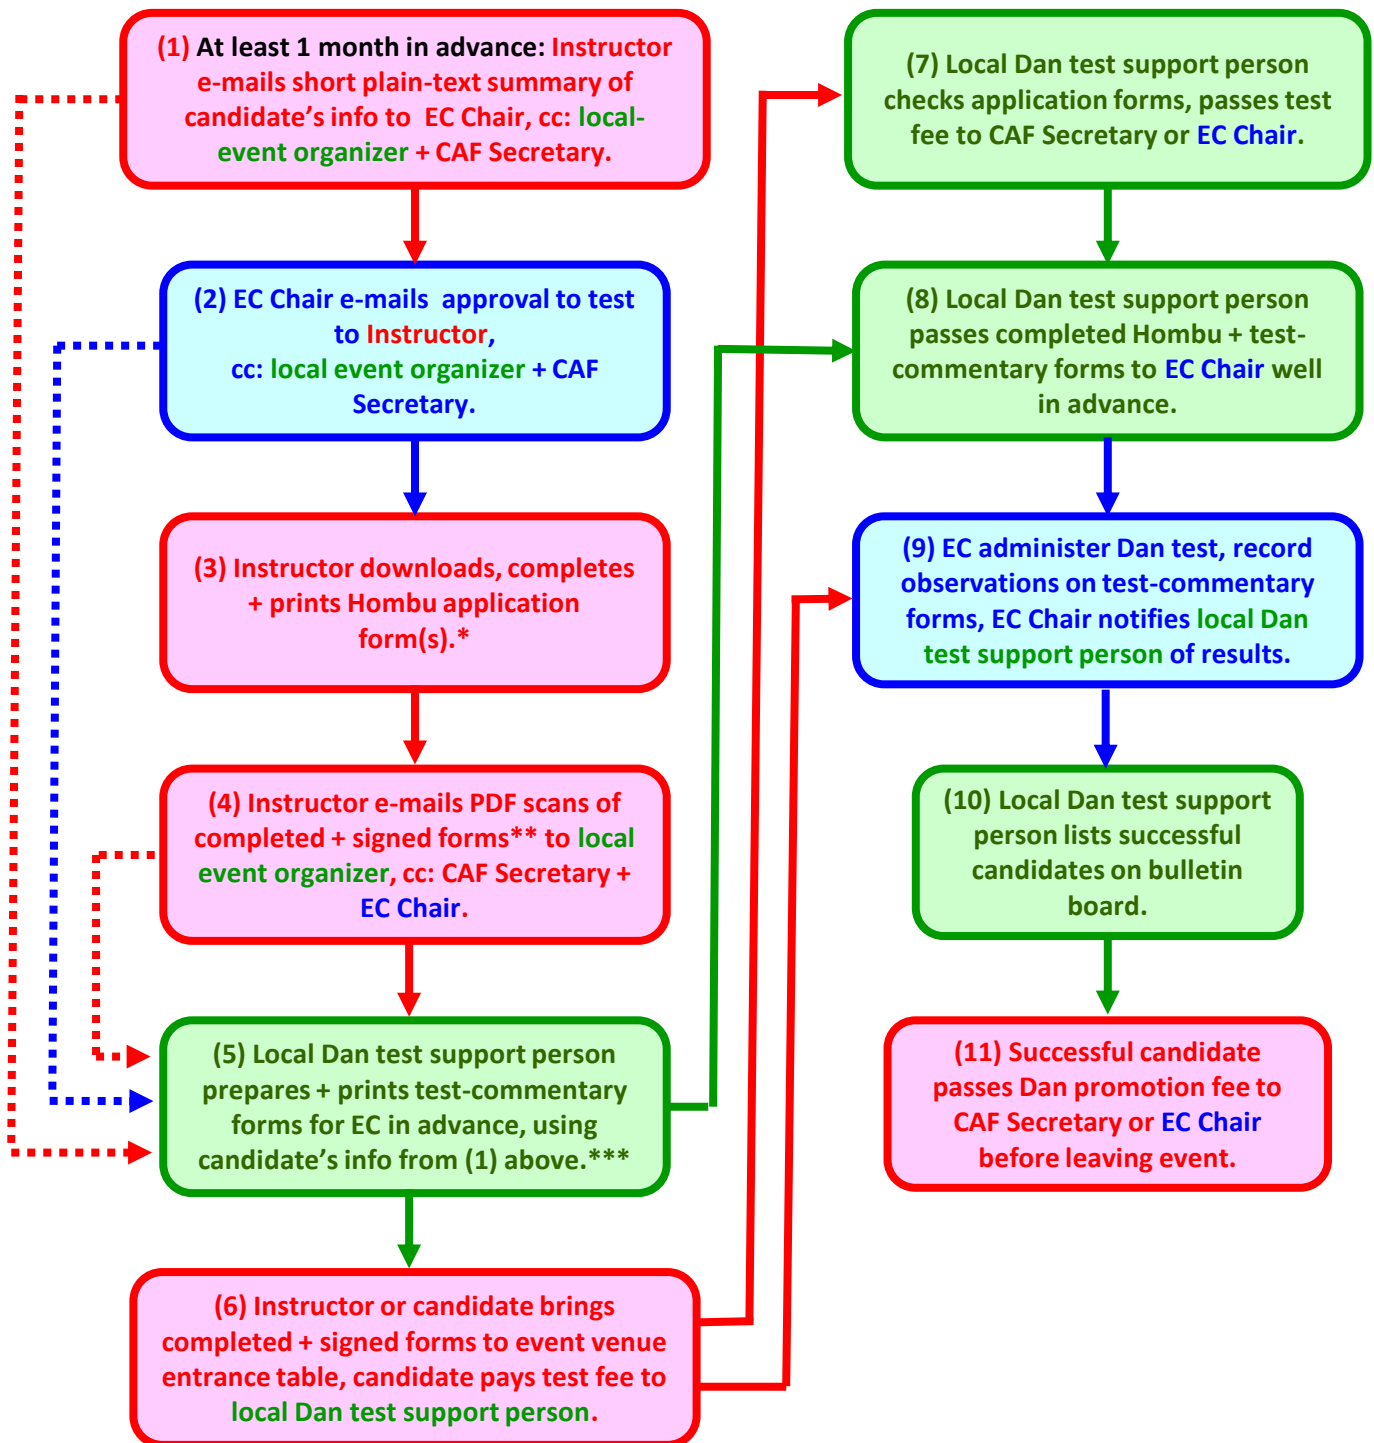 (1) At least 1 month in advance: Instructor
e-mails short plain-text summary of
candidate’s info to EC Chair, cc: local-
event organizer + CAF Secretary.
(2) EC Chair e-mails approval to test
to Instructor,
cc: local event organizer + CAF
Secretary.
(3) Instructor downloads, completes
+ prints Hombu application
form(s).*
(4) Instructor e-mails PDF scans of
completed + signed forms** to local
event organizer, cc: CAF Secretary +
EC Chair.
(5) Local Dan test support person
prepares + prints test-commentary
forms for EC in advance, using
candidate’s info from (1) above.***
(6) Instructor or candidate brings
completed + signed forms to event venue
entrance table, candidate pays test fee to
local Dan test support person.
(7) Local Dan test support person
checks application forms, passes test
fee to CAF Secretary or EC Chair.
(8) Local Dan test support person
passes completed Hombu + test-
commentary forms to EC Chair well
in advance.
(9) EC administer Dan test, record
observations on test-commentary
forms, EC Chair notifies local Dan
test support person of results.
(10) Local Dan test support
person lists successful
candidates on bulletin
board.
(11) Successful candidate
passes Dan promotion fee to
CAF Secretary or EC Chair
before leaving event.